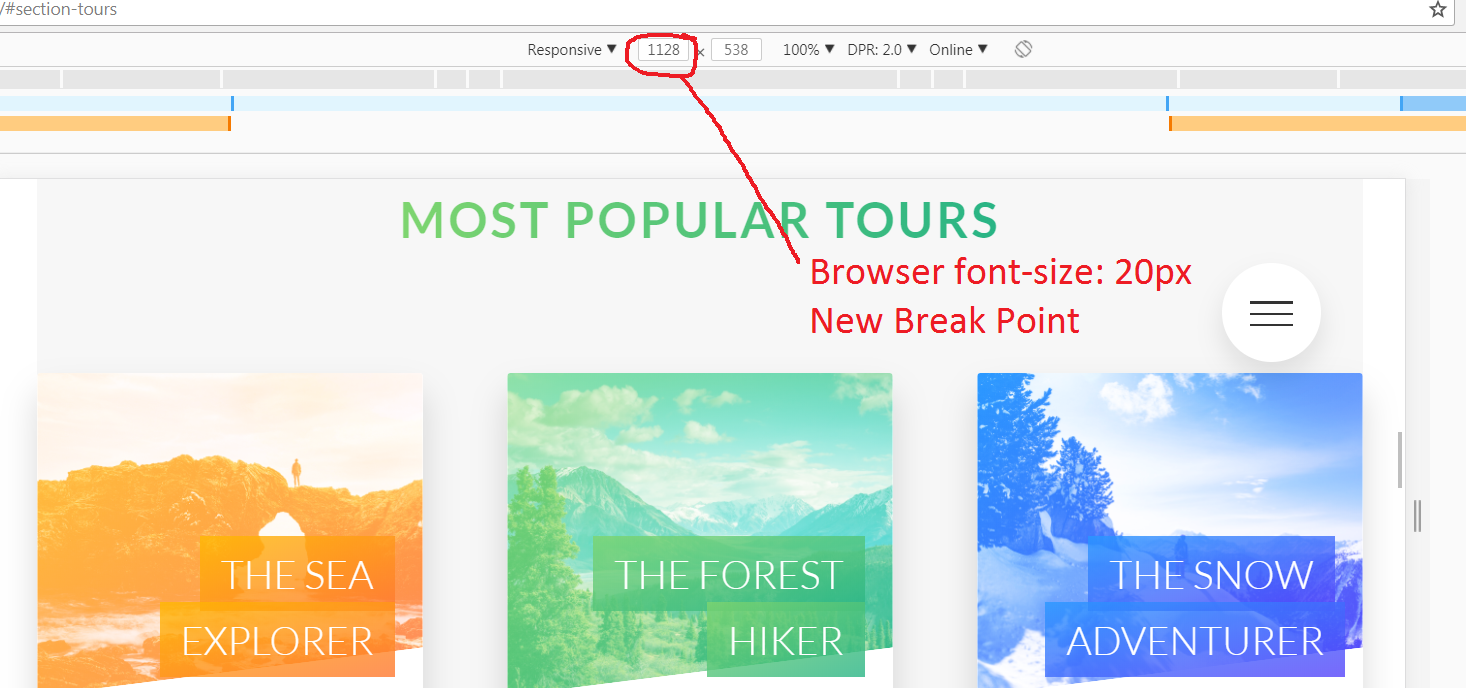 /#section-tours
Responsive ▼ 1128 × 538 100% ▼ DPR: 2.0 ▼ Online ▼
MOST POPULAR TOURS
Browser font-size: 20px
New Break Point
THE SEA
EXPLORER
THE FOREST
HIKER
THE SNOW
ADVENTURER